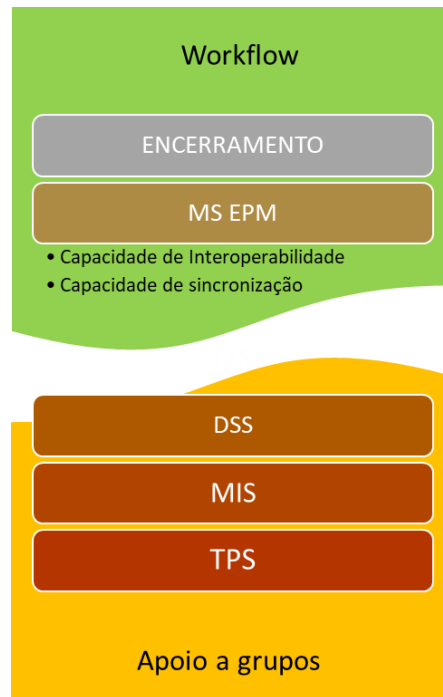 Workflow
ENCERRAMENTO
MS EPM
• Capacidade de Interoperabilidade
• Capacidade de sincronização
DSS
MIS
TPS
Apoio a grupos